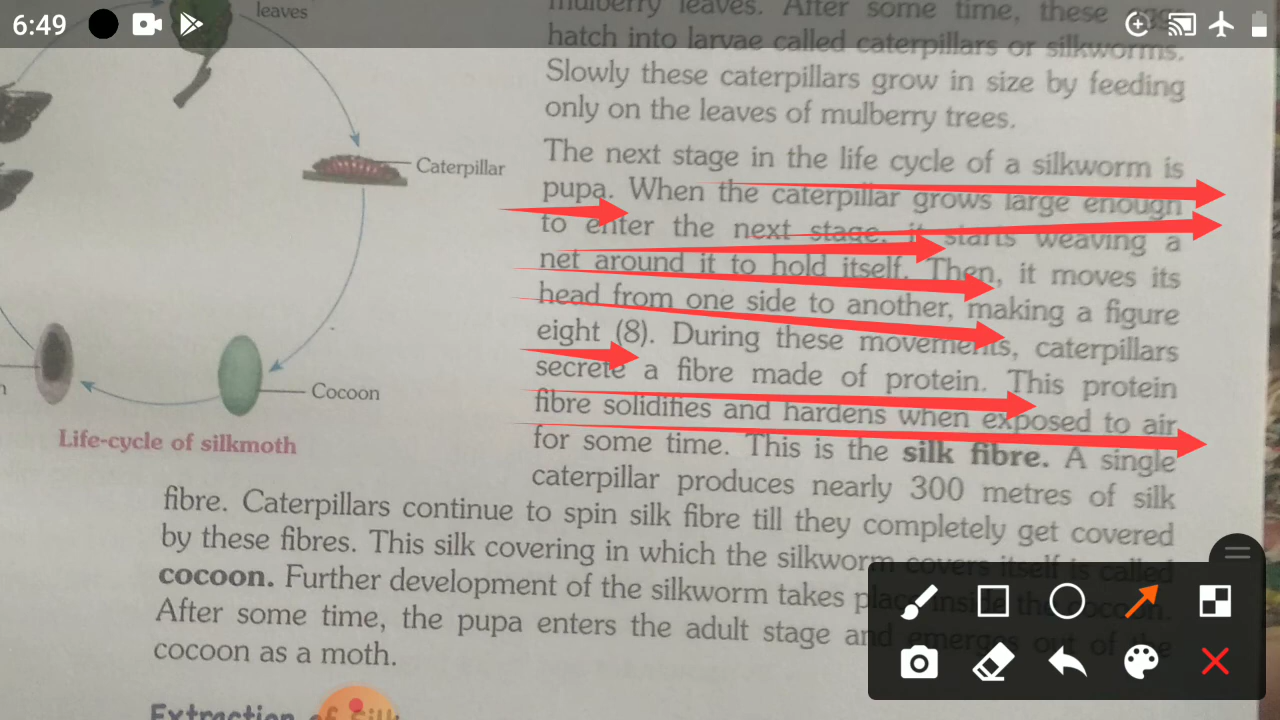 6:49
leaves
Caterpillar
Cocoon
Life-cycle of silkmoth
mulberry leaves. After some time, these eggs
hatch into larvae called caterpillars or silkworms.
Slowly these caterpillars grow in size by feeding
only on the leaves of mulberry trees.
The next stage in the life cycle of a silkworm is
pupa. When the caterpillar grows large enough
to enter the next stage, it starts weaving a
net around it to hold itself. Then, it moves its
head from one side to another, making a figure
eight (8). During these movements, caterpillars
secrete a fibre made of protein. This protein
fibre solidifies and hardens when exposed to air
for some time. This is the silk fibre. A single
caterpillar produces nearly 300 metres of silk
fibre. Caterpillars continue to spin silk fibre till they completely get covered
by these fibres. This silk covering in which the silkworm covers itself is called
cocoon. Further development of the silkworm takes place inside the cocoon.
After some time, the pupa enters the adult stage and emerges out of the
cocoon as a moth.
Extraction of Silk